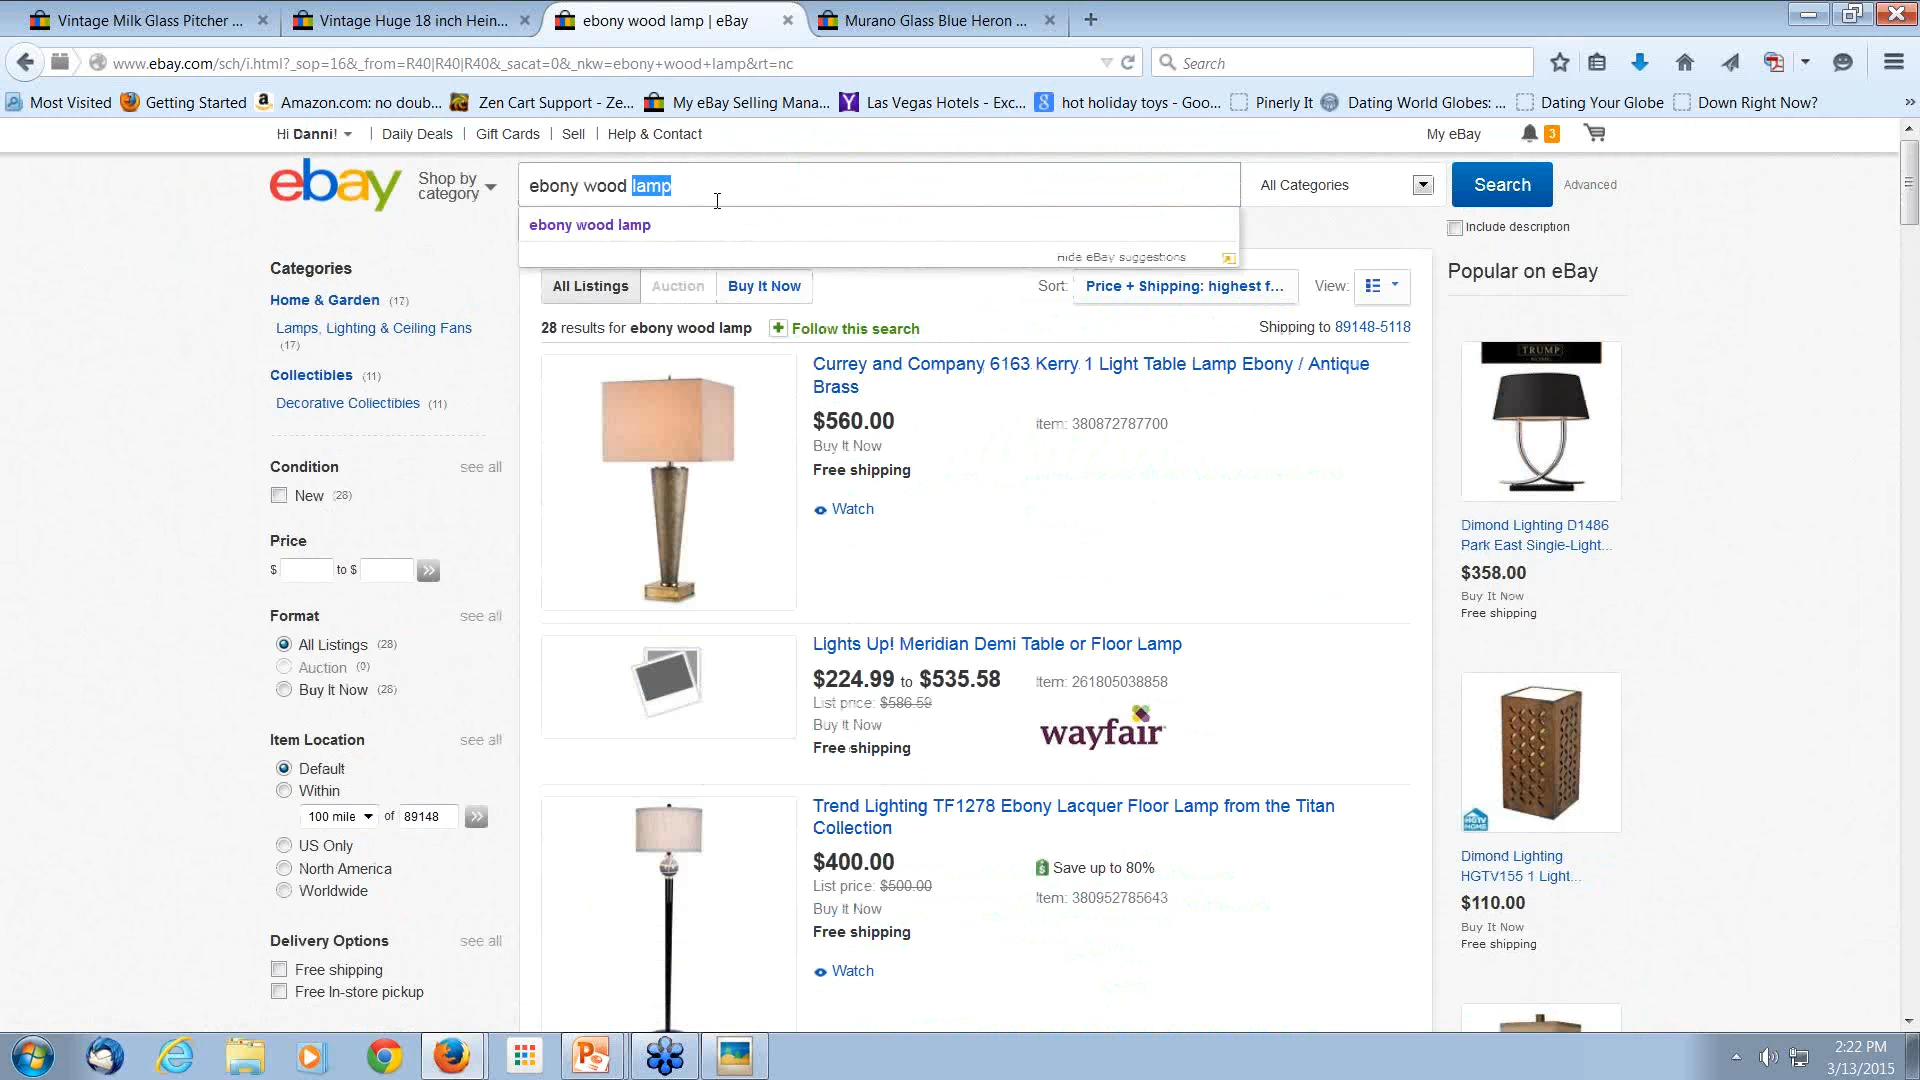 Vintage Milk Glass Pitcher ...
Vintage Huge 18 inch Hein...
ebony wood lamp | eBay
Murano Glass Blue Heron ...
www.ebay.com/sch/i.html?_sop=16&_from=R40|R40|R40&_sacat=0&_nkw=ebony+wood+lamp&rt=nc
Search
Most Visited
Getting Started
Amazon.com: no doub...
Zen Cart Support - Ze...
My eBay Selling Mana...
Las Vegas Hotels - Exc...
hot holiday toys - Goo...
Pinerly It
Dating World Globes: ...
Dating Your Globe
Down Right Now?
Hi Danni!
Daily Deals
Gift Cards
Sell
Help & Contact
My eBay
3
ebay
Shop by
category
ebony wood lamp
All Categories
Search
Advanced
ebony wood lamp
Include description
Hide eBay suggestions
Categories
Home & Garden (17)
Lamps, Lighting & Ceiling Fans
(17)
Collectibles (11)
Decorative Collectibles (11)
Condition
see all
New (28)
Price
$ to $
Format
see all
All Listings (28)
Auction (0)
Buy It Now (28)
Item Location
see all
Default
Within
100 mile of 89148
US Only
North America
Worldwide
Delivery Options
see all
Free shipping
Free In-store pickup
All Listings
Auction
Buy It Now
Sort: Price + Shipping: highest f...
View:
28 results for ebony wood lamp
Follow this search
Shipping to 89148-5118
Currey and Company 6163 Kerry 1 Light Table Lamp Ebony / Antique
Brass
$560.00
Item: 380872787700
Buy It Now
Free shipping
Watch
Lights Up! Meridian Demi Table or Floor Lamp
$224.99 to $535.58
Item: 261805038858
List price: $586.59
Buy It Now
wayfair
Free shipping
Trend Lighting TF1278 Ebony Lacquer Floor Lamp from the Titan
Collection
$400.00
Save up to 80%
List price: $500.00
Item: 380952785643
Buy It Now
Free shipping
Watch
Popular on eBay
TRUMP
Dimond Lighting D1486
Park East Single-Light...
$358.00
Buy It Now
Free shipping
HGTV
HOME
Dimond Lighting
HGTV155 1 Light...
$110.00
Buy It Now
Free shipping
2:22 PM
3/13/2015